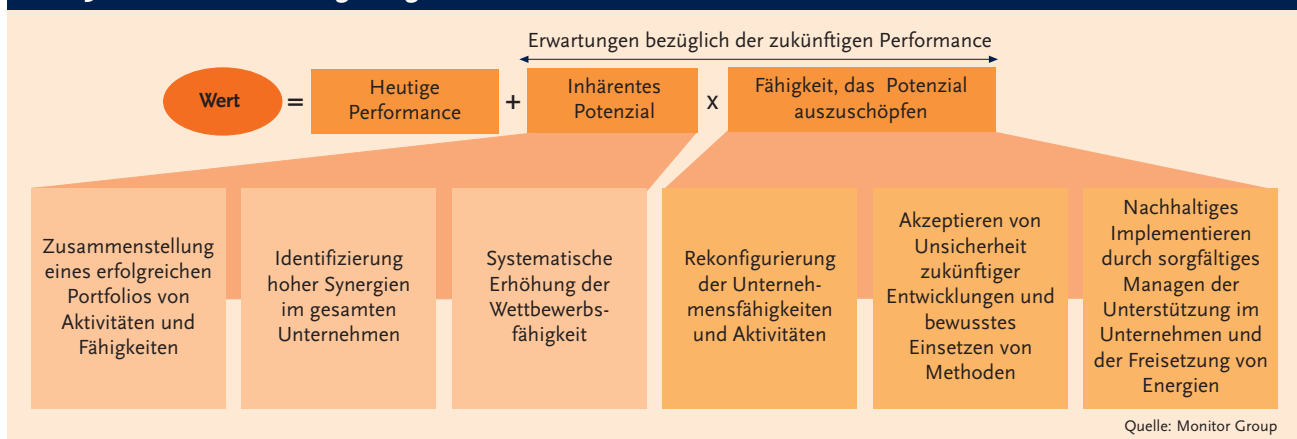 Erwartungen bezüglich der zukünftigen Performance
Wert = Heutige Performance + Inhärentes Potenzial x Fähigkeit, das Potenzial auszuschöpfen
Zusammenstellung
eines erfolgreichen
Portfolios von
Aktivitäten und
Fähigkeiten
Identifizierung
hoher Synergien
im gesamten
Unternehmen
Systematische
Erhöhung der
Wettbewerbs-
fähigkeit
Rekonfigurierung
der Unterneh-
mensfähigkeiten
und Aktivitäten
Akzeptieren von
Unsicherheit
zukünftiger
Entwicklungen und
bewusstes
Einsetzen von
Methoden
Nachhaltiges
Implementieren
durch sorgfältiges
Managen der
Unterstützung im
Unternehmen und
der Freisetzung von
Energien
Quelle: Monitor Group